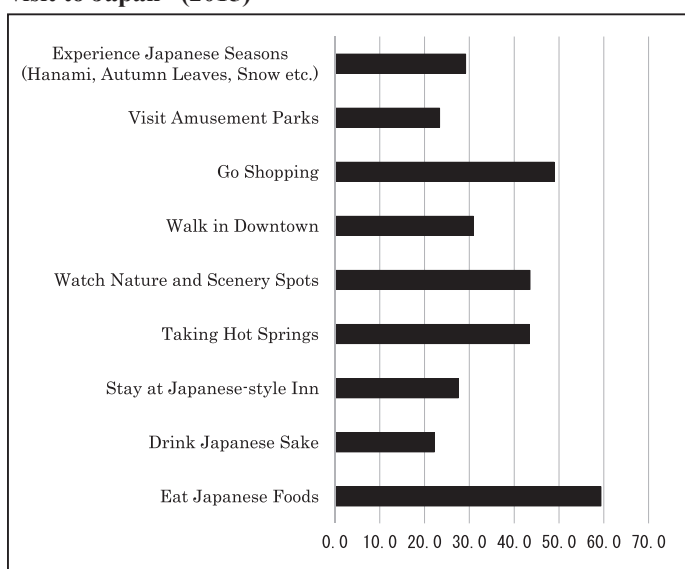 Experience Japanese Seasons
(Hanami, Autumn Leaves, Snow etc.)
Visit Amusement Parks
Go Shopping
Walk in Downtown
Watch Nature and Scenery Spots
Taking Hot Springs
Stay at Japanese-style Inn
Drink Japanese Sake
Eat Japanese Foods
0.0 10.0 20.0 30.0 40.0 50.0 60.0 70.0